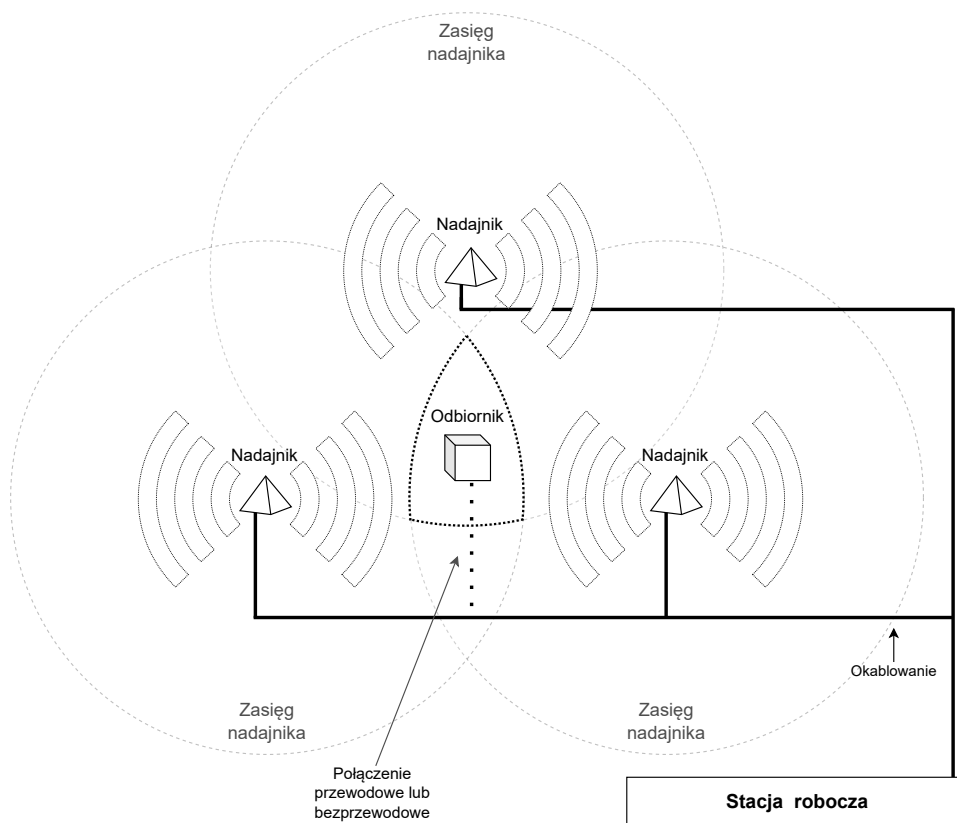 Zasięg
nadajnika
Nadajnik
Odbiornik
Nadajnik
Nadajnik
Okablowanie
Zasięg
nadajnika
Zasięg
nadajnika
Połączenie
przewodowe lub
bezprzewodowe
Stacja robocza